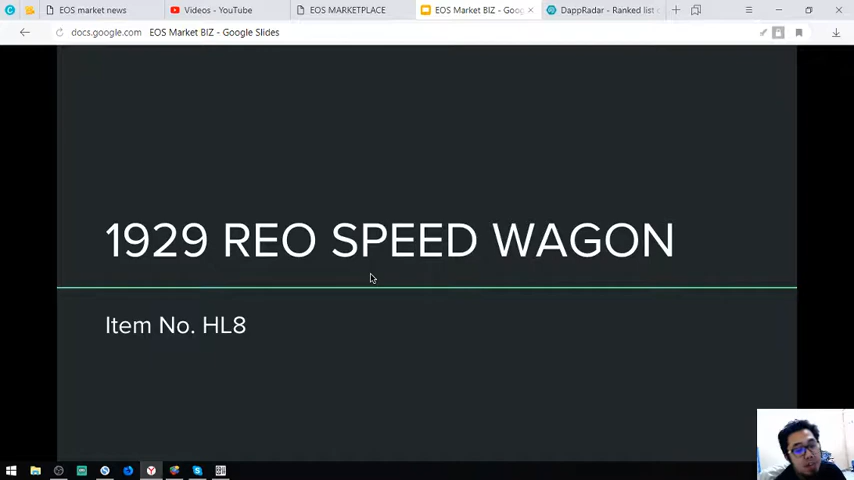 EOS market news
Videos - YouTube
EOS MARKETPLACE
EOS Market BIZ - Goog
DappRadar - Ranked list
docs.google.com EOS Market BIZ - Google Slides
1929 REO SPEED WAGON
Item No. HL8